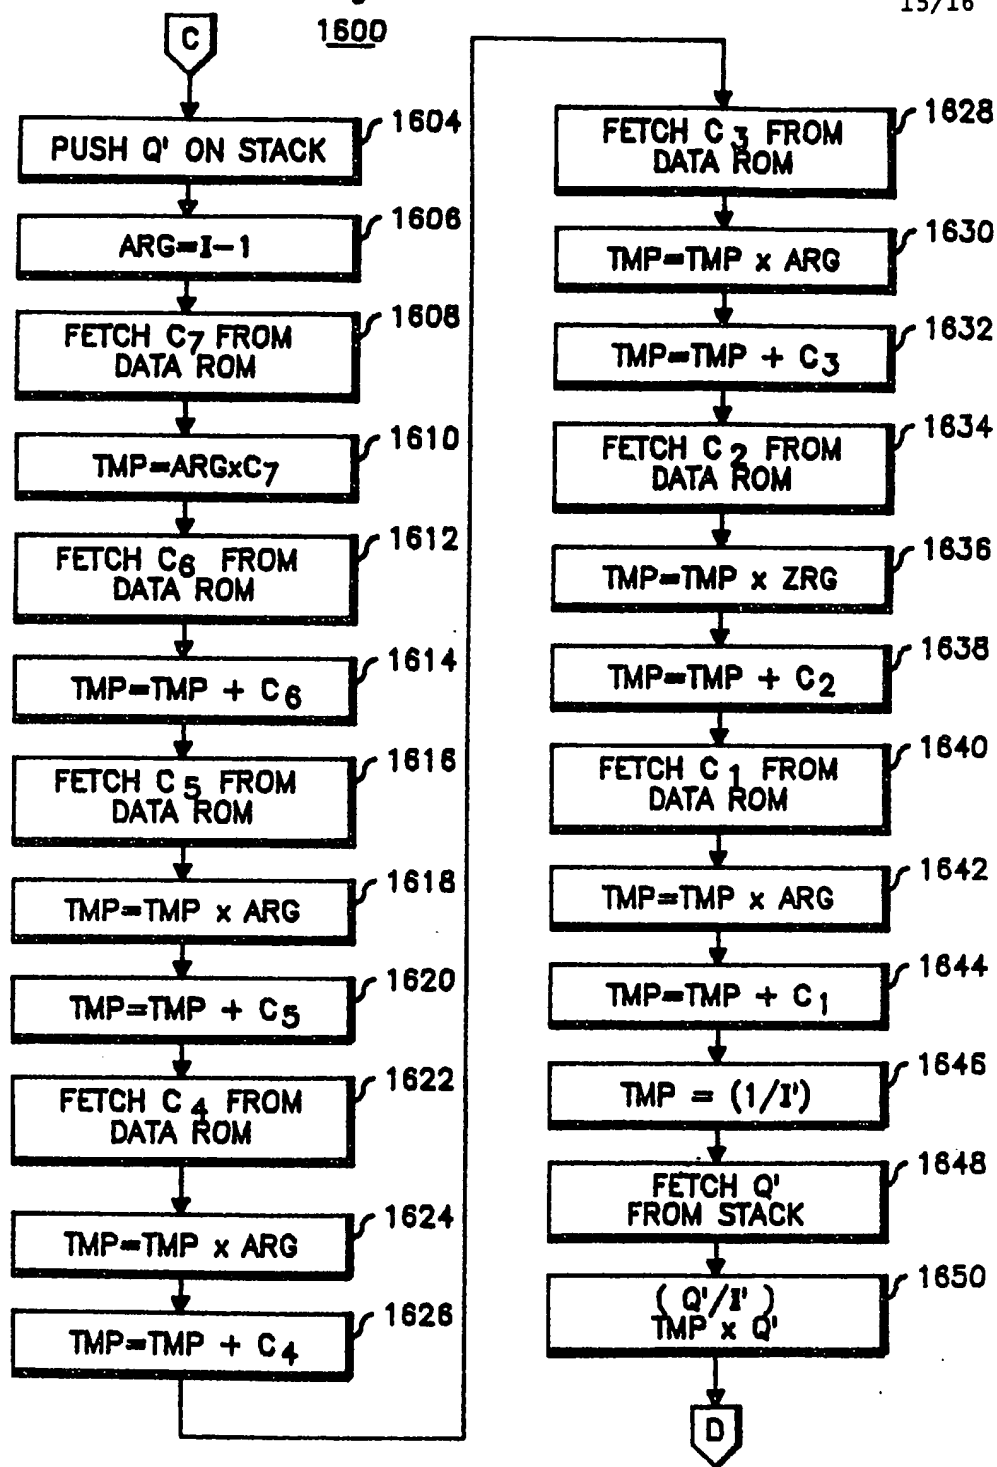 15/16
1600
C
1604
PUSH Q' ON STACK
1606
ARG=I-1
1608
FETCH C7 FROM
DATA ROM
1610
TMP=ARGxC7
1612
FETCH C6 FROM
DATA ROM
1614
TMP=TMP + C6
1616
FETCH C5 FROM
DATA ROM
1618
TMP=TMP x ARG
1620
TMP=TMP + C5
1622
FETCH C4 FROM
DATA ROM
1624
TMP=TMP x ARG
1626
TMP=TMP + C4
1628
FETCH C3 FROM
DATA ROM
1630
TMP=TMP x ARG
1632
TMP=TMP + C3
1634
FETCH C2 FROM
DATA ROM
1636
TMP=TMP x ZRG
1638
TMP=TMP + C2
1640
FETCH C1 FROM
DATA ROM
1642
TMP=TMP x ARG
1644
TMP=TMP + C1
1646
TMP = (1/I')
1648
FETCH Q'
FROM STACK
1650
( Q'/I' )
TMP x Q'
D